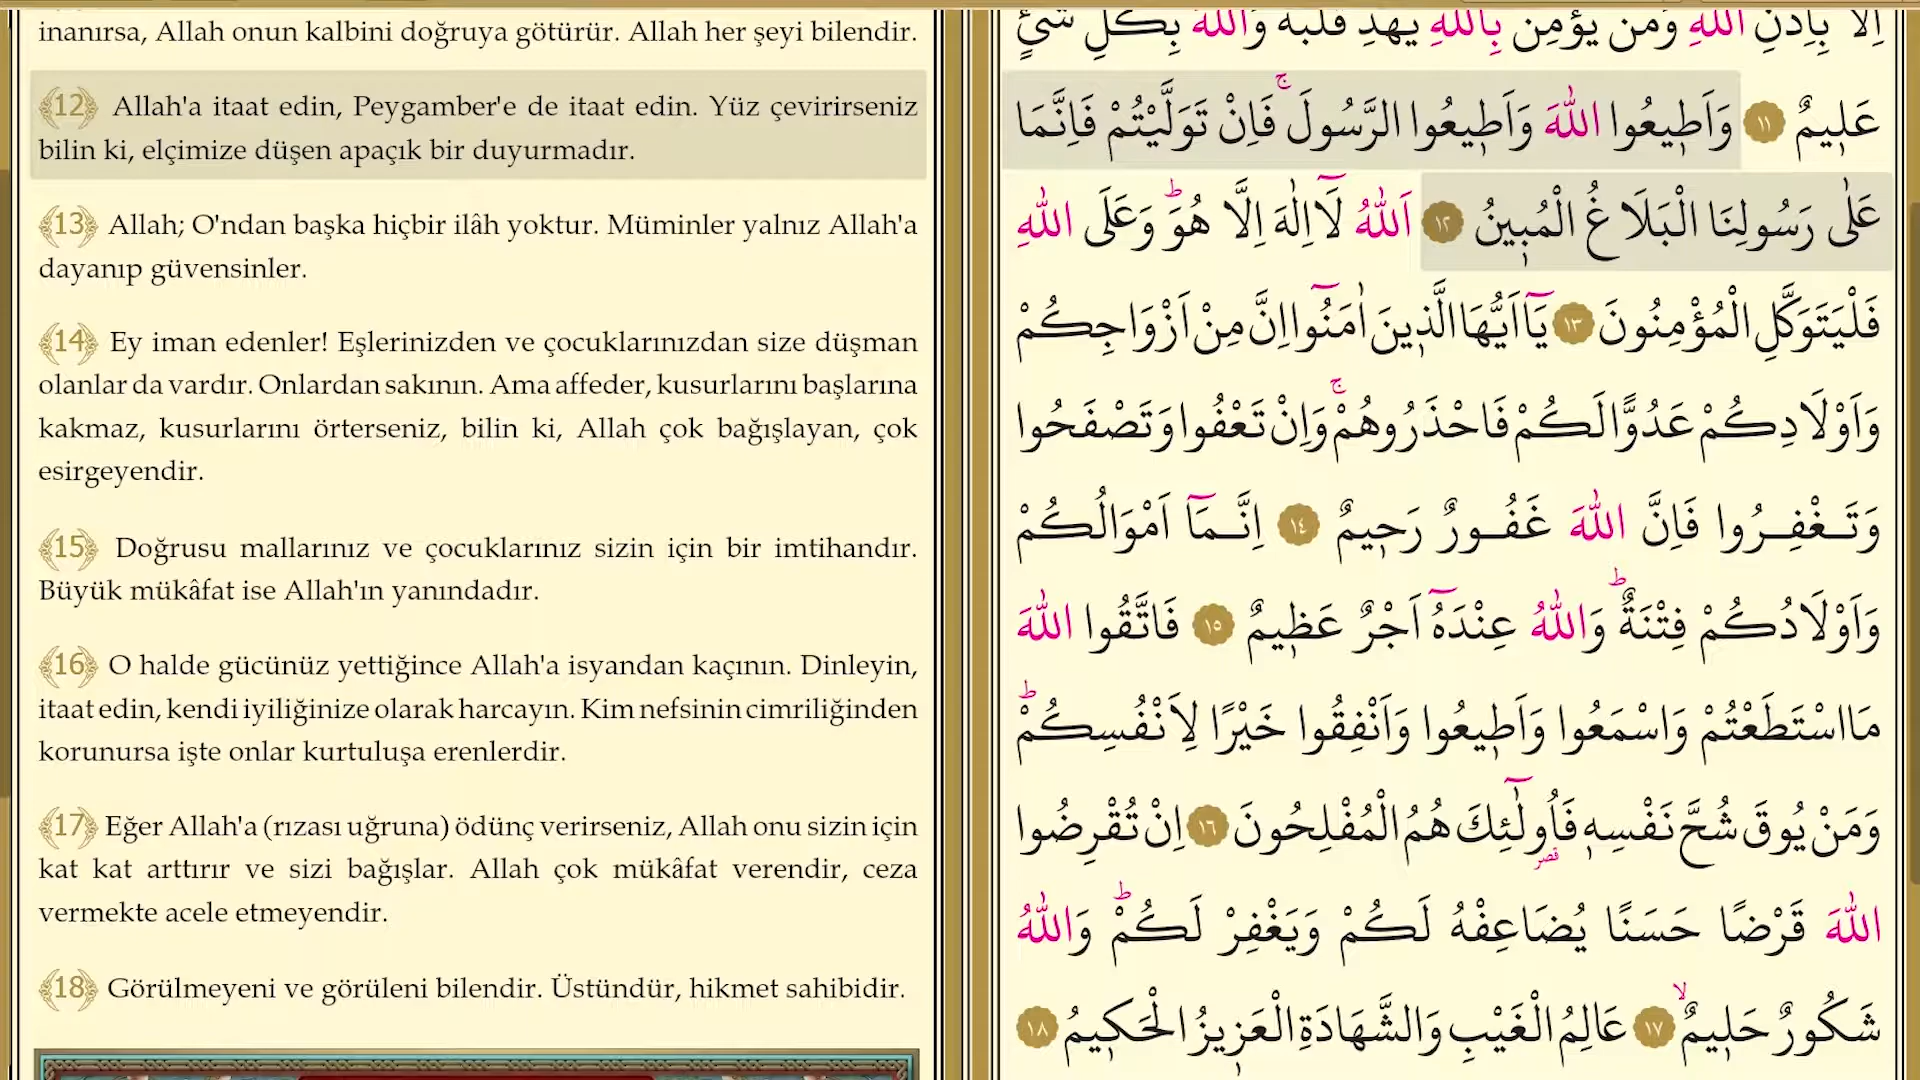 inanırsa, Allah onun kalbini doğruya götürür. Allah her şeyi bilendir.
12 Allah'a itaat edin, Peygamber'e de itaat edin. Yüz çevirirseniz
bilin ki, elçimize düşen apaçık bir duyurmadır.
13 Allah; O'ndan başka hiçbir ilâh yoktur. Müminler yalnız Allah'a
dayanıp güvensinler.
14 Ey iman edenler! Eşlerinizden ve çocuklarınızdan size düşman
olanlar da vardır. Onlardan sakının. Ama affeder, kusurlarını başlarına
kakmaz, kusurlarını örterseniz, bilin ki, Allah çok bağışlayan, çok
esirgeyendir.
15 Doğrusu mallarınız ve çocuklarınız sizin için bir imtihandır.
Büyük mükâfat ise Allah'ın yanındadır.
16 O halde gücünüz yettiğince Allah'a isyandan kaçının. Dinleyin,
itaat edin, kendi iyiliğinize olarak harcayın. Kim nefsinin cimriliğinden
korunursa işte onlar kurtuluşa erenlerdir.
17 Eğer Allah'a (rızası uğruna) ödünç verirseniz, Allah onu sizin için
kat kat arttırır ve sizi bağışlar. Allah çok mükâfat verendir, ceza
vermekte acele etmeyendir.
18 Görülmeyeni ve görüleni bilendir. Üstündür, hikmet sahibidir.
اِلَّا بِاِذْنِ اللّٰهِ وَمَنْ يُؤْمِنْ بِاللّٰهِ يَهْدِ قَلْبَهُ وَاللّٰهُ بِكُلِّ شَيْءٍ
عَلٖيمٌ ١١ وَاَطٖيعُوا اللّٰهَ وَاَطٖيعُوا الرَّسُولَۚ فَاِنْ تَوَلَّيْتُمْ فَاِنَّمَا
عَلٰى رَسُولِنَا الْبَلَاغُ الْمُبٖينُ ١٢ اَللّٰهُ لَٓا اِلٰهَ اِلَّا هُوَؕ وَعَلَى اللّٰهِ
فَلْيَتَوَكَّلِ الْمُؤْمِنُونَ ١٣ يَٓا اَيُّهَا الَّذٖينَ اٰمَنُٓوا اِنَّ مِنْ اَزْوَاجِكُمْ
وَاَوْلَادِكُمْ عَدُوًّا لَكُمْ فَاحْذَرُوهُمْۚ وَاِنْ تَعْفُوا وَتَصْفَحُوا
وَتَغْفِرُوا فَاِنَّ اللّٰهَ غَفُورٌ رَحٖيمٌ ١٤ اِنَّمَٓا اَمْوَالُكُمْ
وَاَوْلَادُكُمْ فِتْنَةٌؕ وَاللّٰهُ عِنْدَهُٓ اَجْرٌ عَظٖيمٌ ١٥ فَاتَّقُوا اللّٰهَ
مَا اسْتَطَعْتُمْ وَاسْمَعُوا وَاَطٖيعُوا وَاَنْفِقُوا خَيْرًا لِاَنْفُسِكُمْؕ
وَمَنْ يُوقَ شُحَّ نَفْسِهٖ فَاُولٰٓئِكَ هُمُ الْمُفْلِحُونَ ١٦ اِنْ تُقْرِضُوا
قصر
اللّٰهَ قَرْضًا حَسَنًا يُضَاعِفْهُ لَكُمْ وَيَغْفِرْ لَكُمْؕ وَاللّٰهُ
شَكُورٌ حَلٖيمٌۙ ١٧ عَالِمُ الْغَيْبِ وَالشَّهَادَةِ الْعَزٖيزُ الْحَكٖيمُ ١٨